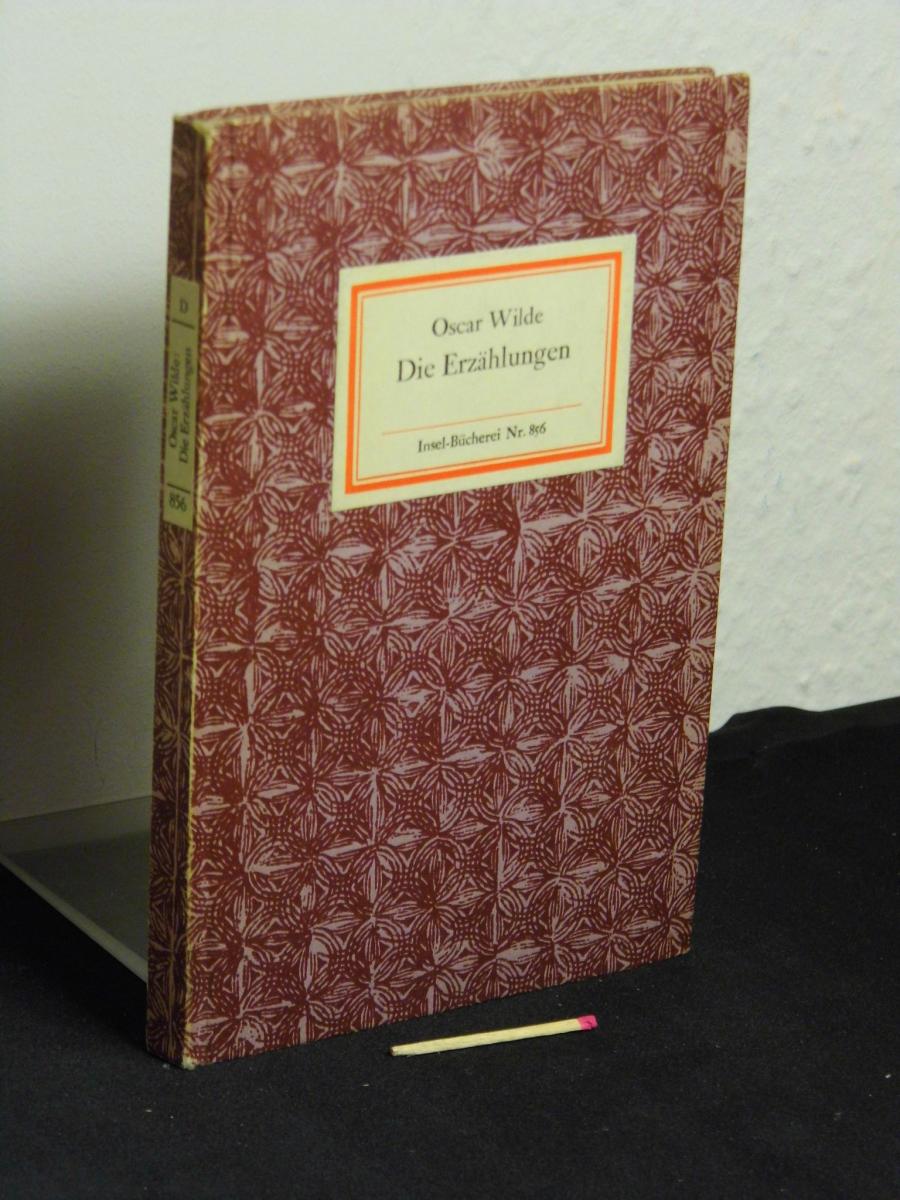 Oscar Wilde
Die Erzählungen
Insel-Bücherei Nr. 856
D
Oscar Wilde:
Die Erzählungen
856